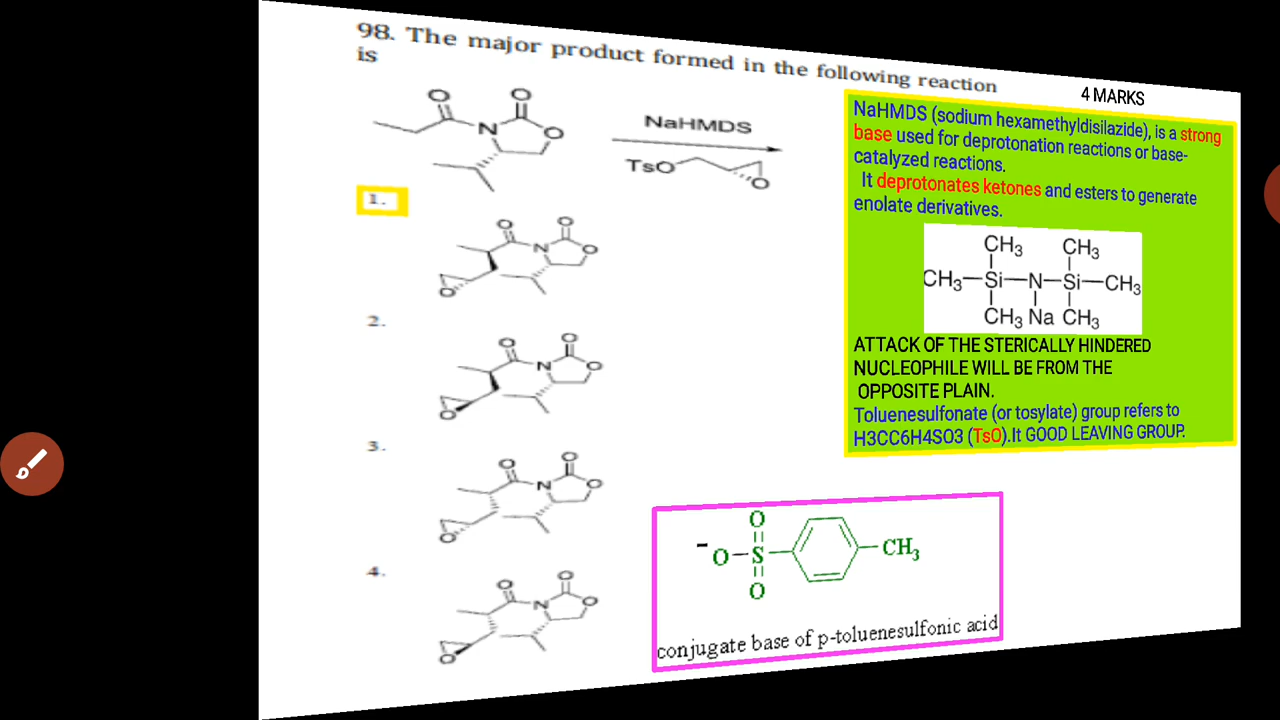 98. The major product formed in the following reaction
is
4 MARKS
O
O
N
O
NaHMDS
TsO
O
1.
O
O
N
O
O
2.
O
O
N
O
O
3.
O
O
N
O
O
4.
O
O
N
O
O
NaHMDS (sodium hexamethyldisilazide), is a strong
base used for deprotonation reactions or base-
catalyzed reactions.
It deprotonates ketones and esters to generate
enolate derivatives.
CH3 CH3
CH3—Si—N—Si—CH3
CH3 Na CH3
ATTACK OF THE STERICALLY HINDERED
NUCLEOPHILE WILL BE FROM THE
OPPOSITE PLAIN.
Toluenesulfonate (or tosylate) group refers to
H3CC6H4SO3 (TsO).It GOOD LEAVING GROUP.
O
-O—S—CH3
O
conjugate base of p-toluenesulfonic acid